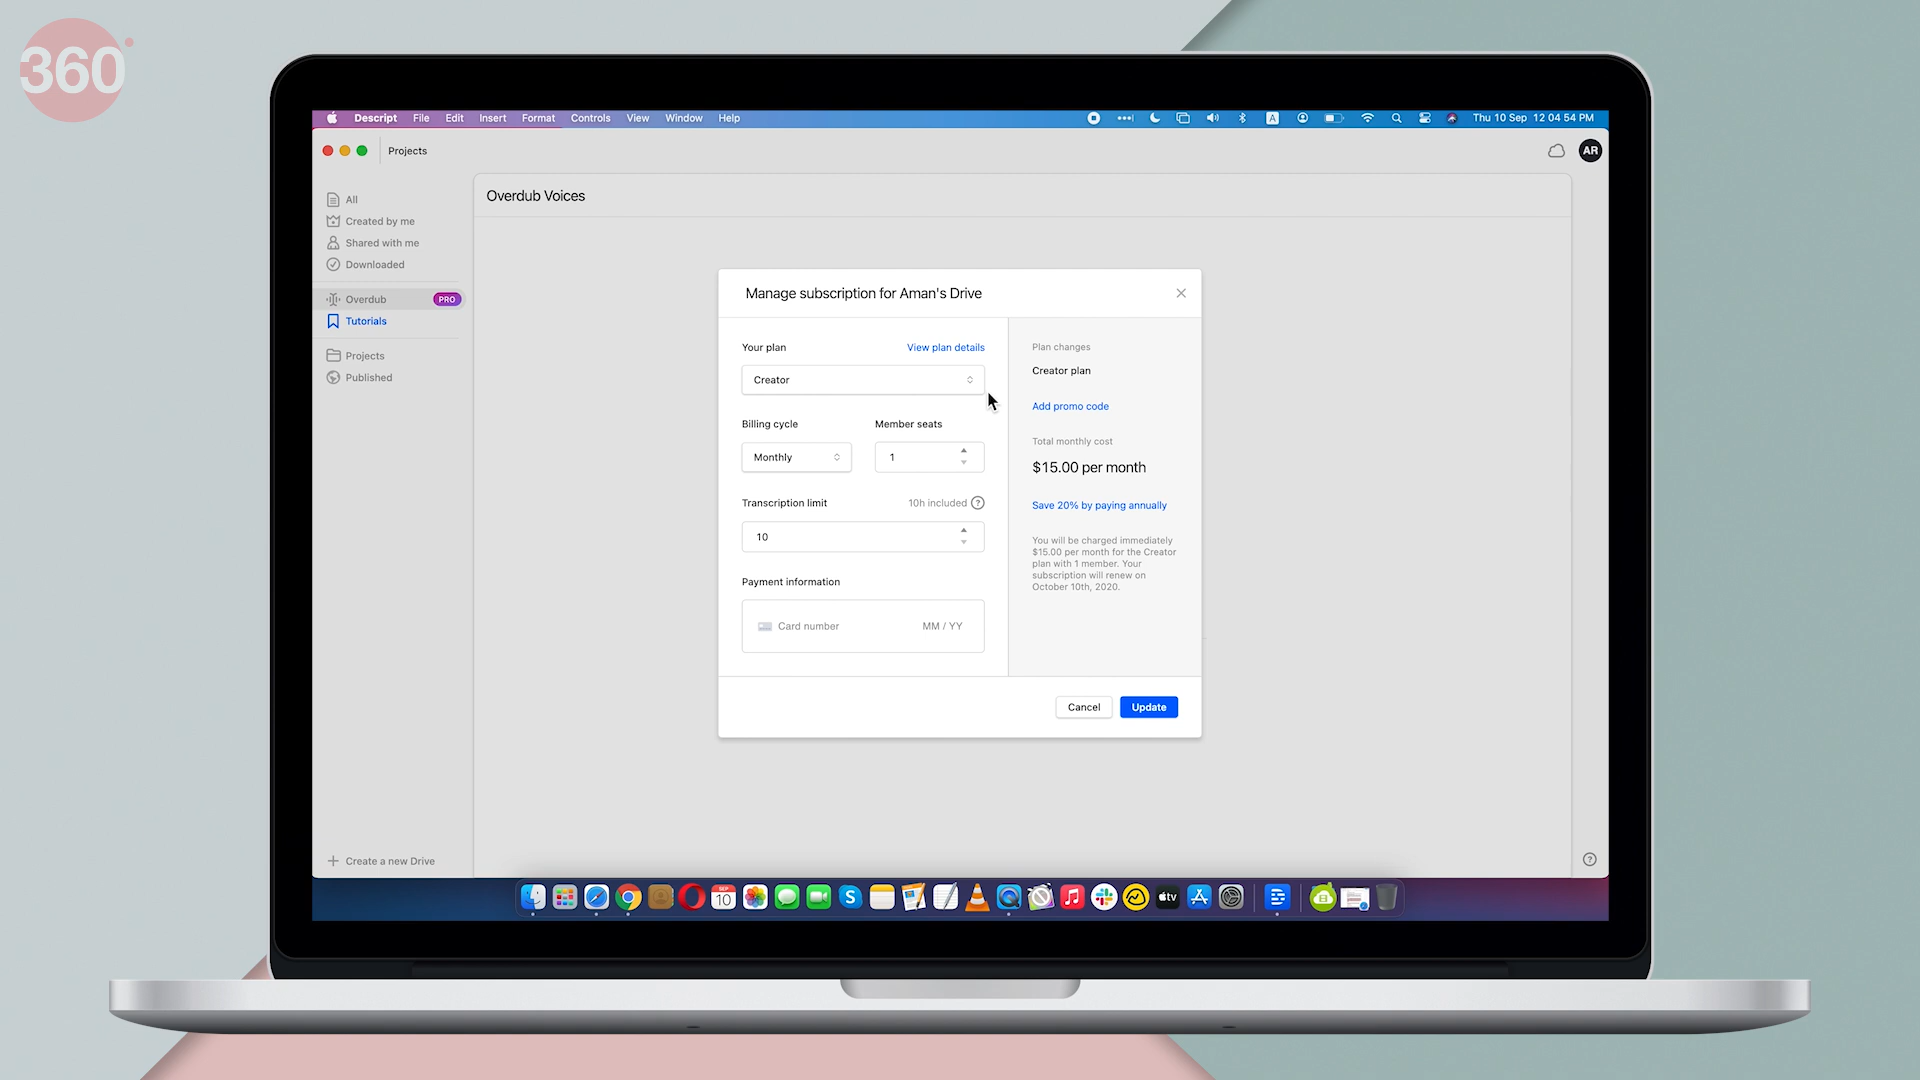 360°
Descript File Edit Insert Format Controls View Window Help
A
Thu 10 Sep 12 04 54 PM
Projects
AR
All
Created by me
Shared with me
Downloaded
Overdub PRO
Tutorials
Projects
Published
Create a new Drive
Overdub Voices
Manage subscription for Aman's Drive
Your plan View plan details
Creator
Billing cycle Member seats
Monthly 1
Transcription limit 10h included ?
10
Payment information
Card number MM / YY
Plan changes
Creator plan
Add promo code
Total monthly cost
$15.00 per month
Save 20% by paying annually
You will be charged immediately
$15.00 per month for the Creator
plan with 1 member. Your
subscription will renew on
October 10th, 2020.
Cancel Update
?
SEP
10
S
tv